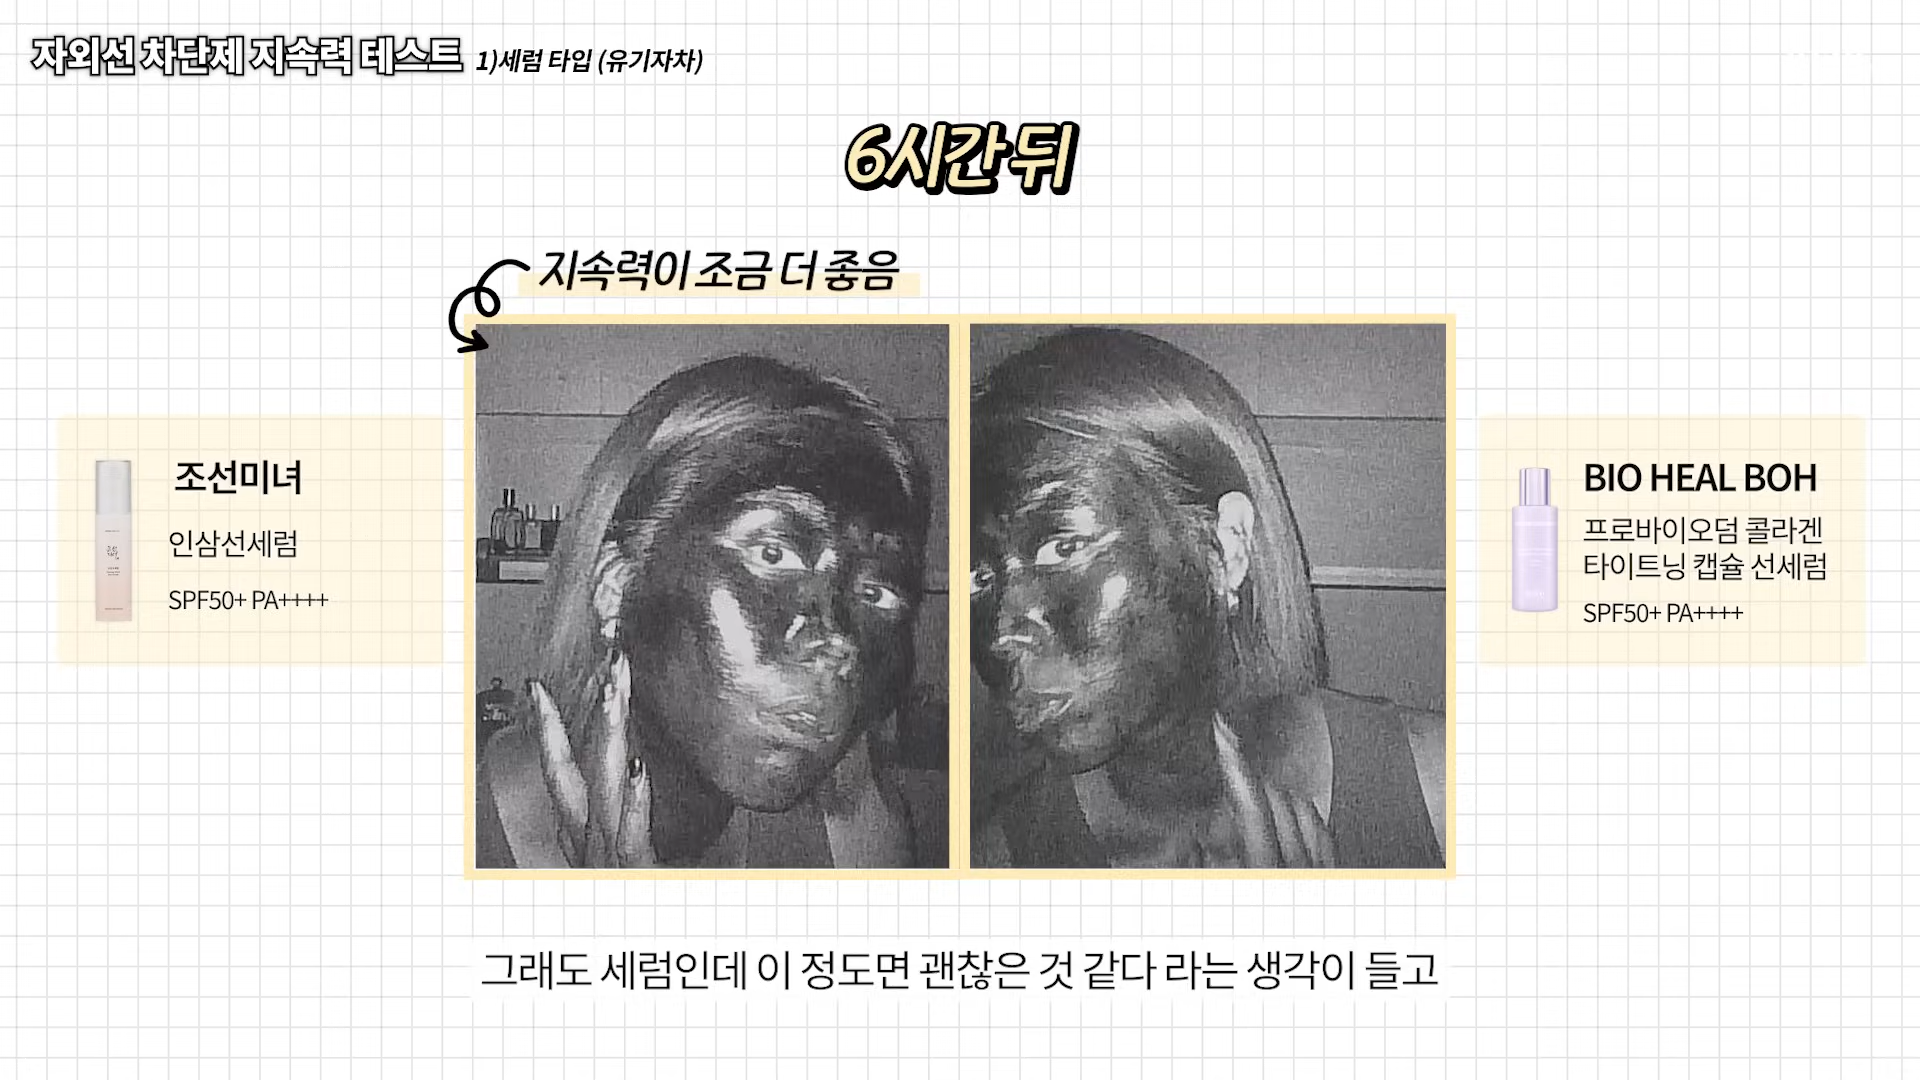 자외선 차단제 지속력 테스트 1)세럼 타입 (유기자차)
6시간 뒤
지속력이 조금 더 좋음
조선미녀
인삼선세럼
SPF50+ PA++++
BIO HEAL BOH
프로바이오덤 콜라겐
타이트닝 캡슐 선세럼
SPF50+ PA++++
그래도 세럼인데 이 정도면 괜찮은 것 같다 라는 생각이 들고